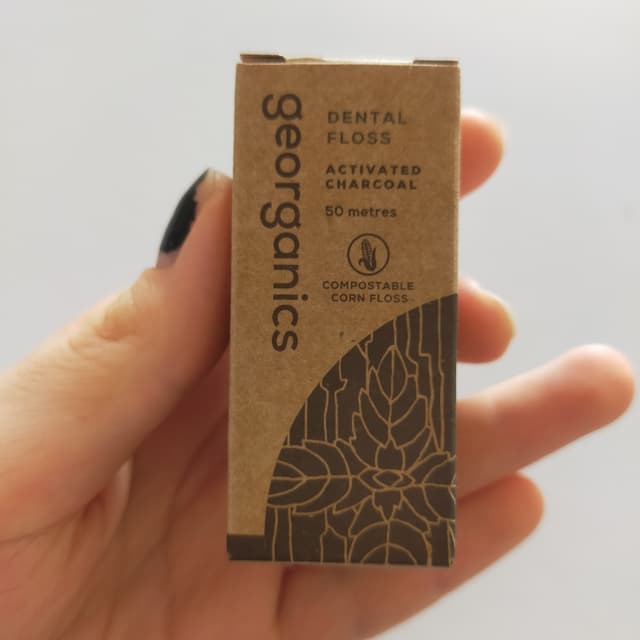 georganics
DENTAL
FLOSS
ACTIVATED
CHARCOAL
50 metres
COMPOSTABLE
CORN FLOSS